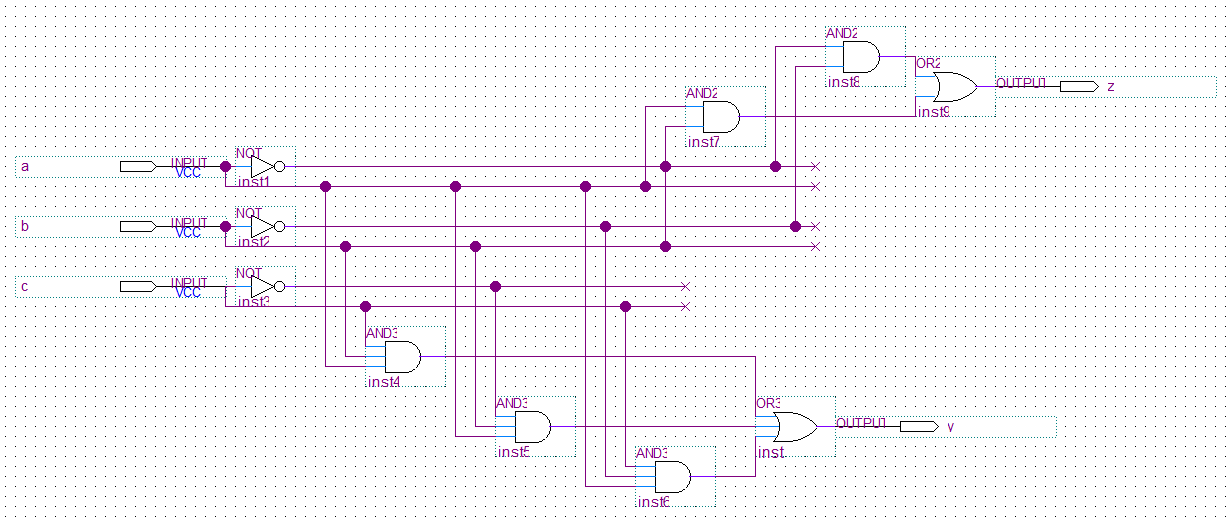 AND2
inst8
OR2
OUTPUT
z
inst9
AND2
inst7
a
INPUT
VCC
NOT
inst1
b
INPUT
VCC
NOT
inst2
c
INPUT
VCC
NOT
inst3
AND3
inst4
AND3
inst5
OR3
OUTPUT
y
inst
AND3
inst6